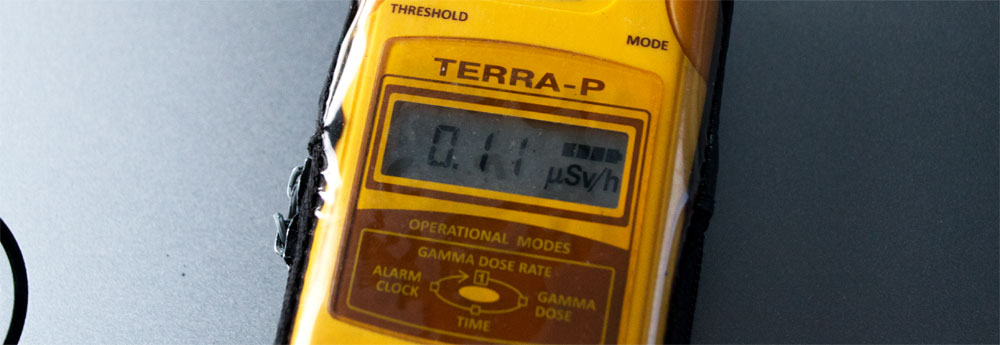 THRESHOLD
MODE
TERRA-P
0.11
µSv/h
OPERATIONAL MODES
GAMMA DOSE RATE
1
ALARM CLOCK
GAMMA DOSE
TIME